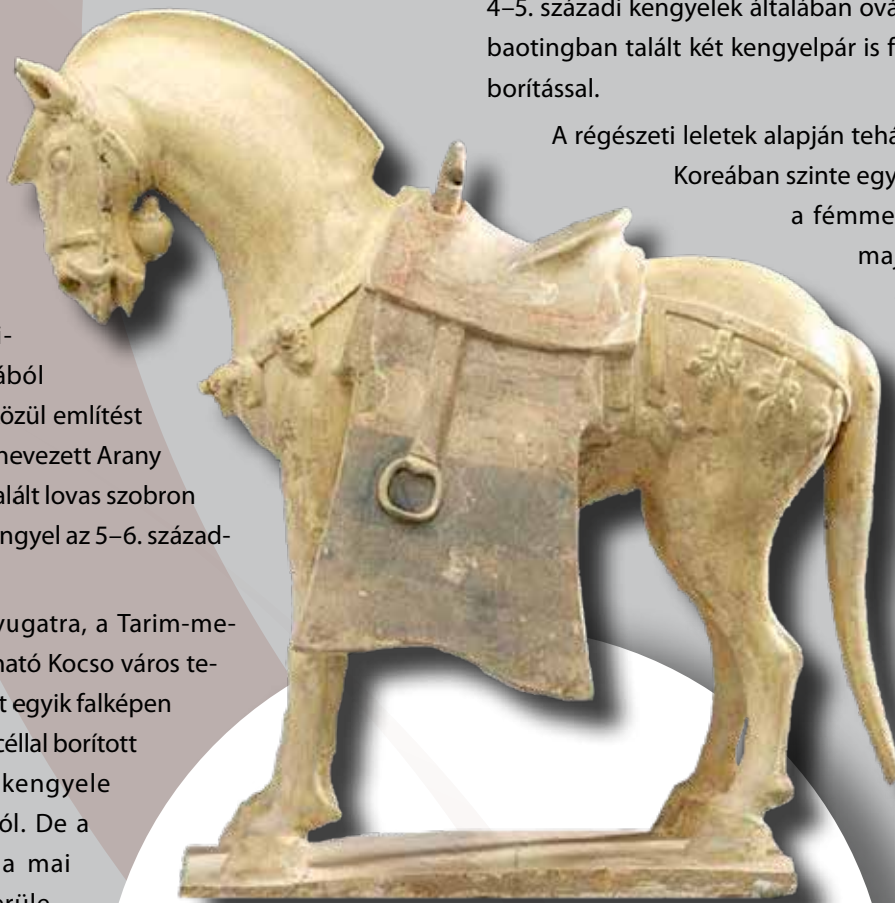 i-
ából
özül említést
nevezett Arany
alált lovas szobron
ngyel az 5–6. század-
yugatra, a Tarim-me-
ható Kocso város te-
t egyik falképen
céllal borított
kengyele
ól. De a
a mai
4–5. századi kengyelek általában ová
baotingban talált két kengyelpár is f
borítással.
A régészeti leletek alapján tehá
Koreában szinte egy
a fémme
maj